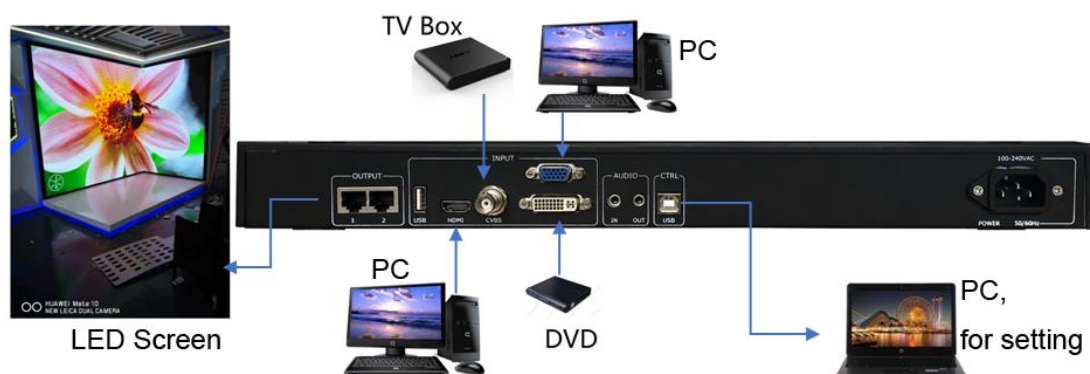 TV Box
PC
100-240VAC
INPUT
OUTPUT
AUDIO
CTRL
1
2
USB
HDMI
CVBS
IN
OUT
USB
POWER
50/60Hz
PC
PC,
HUAWEI Mate 10
NEW LEICA DUAL CAMERA
LED Screen
DVD
for setting